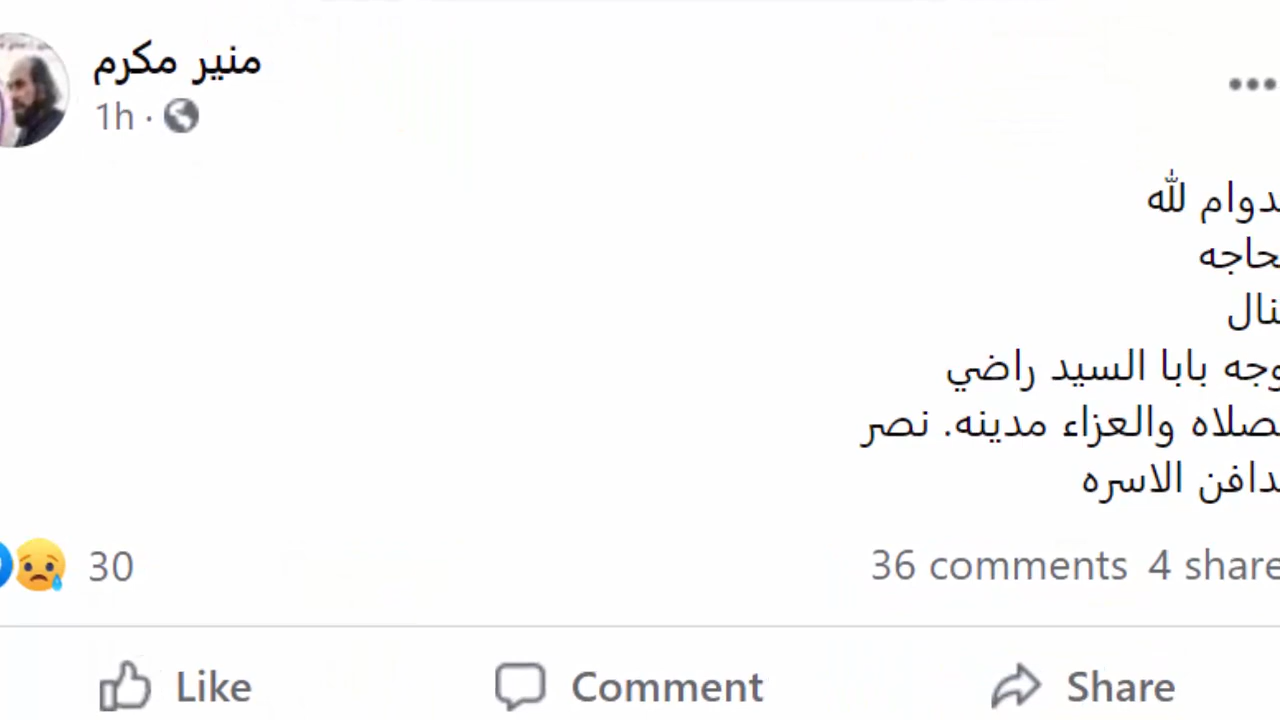 منير مكرم
1h ·
دوام لله
حاجه
نال
وجه بابا السيد راضي
صلاه والعزاء مدينه. نصر
دافن الاسره
30
36 comments 4 share
Like
Comment
Share